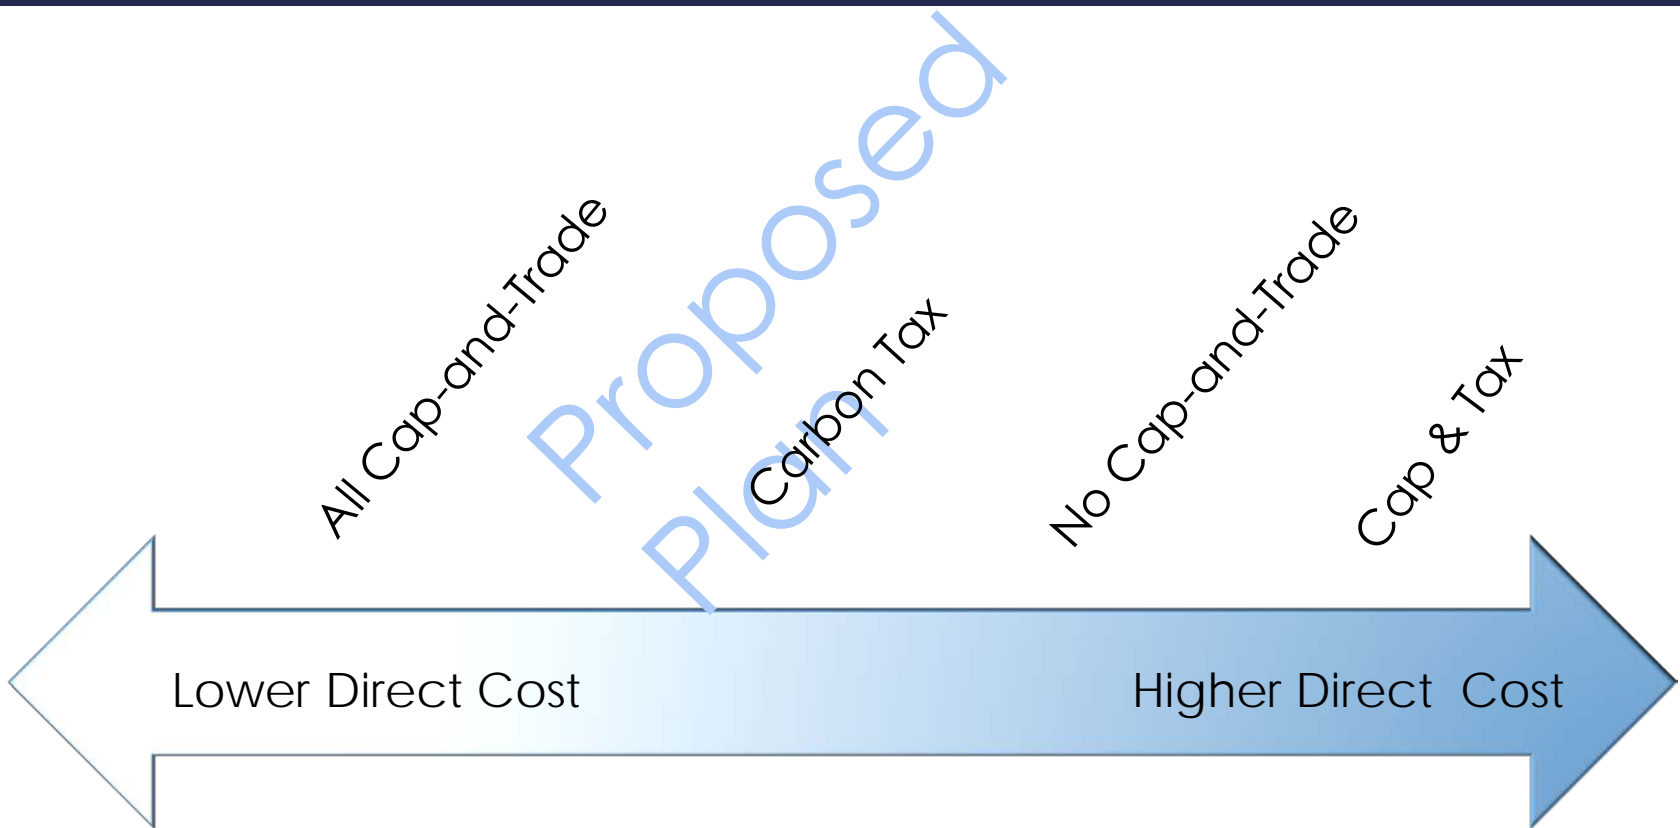 All Cap-and-Trade
Proposed
Plan
Carbon Tax
No Cap-and-Trade
Cap & Tax
Lower Direct Cost
Higher Direct  Cost